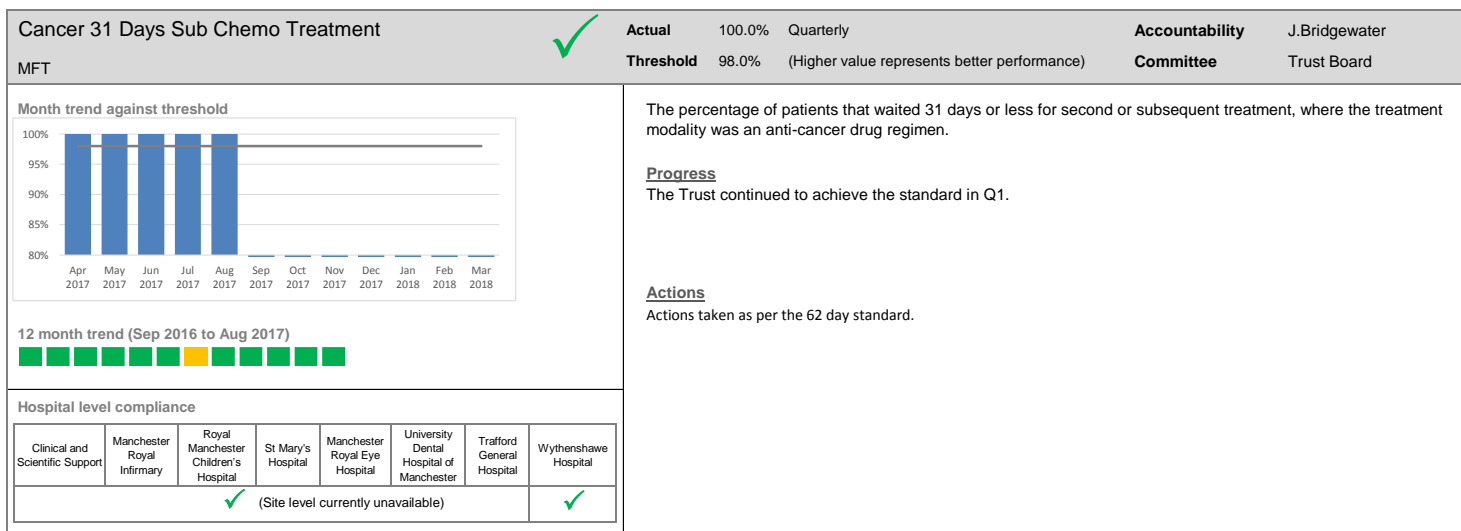 Cancer 31 Days Sub Chemo Treatment
MFT
Actual 100.0% Quarterly
Threshold 98.0% (Higher value represents better performance)
Accountability J.Bridgewater
Committee Trust Board
Month trend against threshold
100%
95%
90%
85%
80%
Apr May Jun Jul Aug Sep Oct Nov Dec Jan Feb Mar
2017 2017 2017 2017 2017 2017 2017 2017 2017 2018 2018 2018
12 month trend (Sep 2016 to Aug 2017)
The percentage of patients that waited 31 days or less for second or subsequent treatment, where the treatment
modality was an anti-cancer drug regimen.
Progress
The Trust continued to achieve the standard in Q1.
Actions
Actions taken as per the 62 day standard.
Hospital level compliance
Clinical and
Scientific Support
Manchester
Royal
Infirmary
Royal
Manchester
Children's
Hospital
St Mary's
Hospital
Manchester
Royal Eye
Hospital
University
Dental
Hospital of
Manchester
Trafford
General
Hospital
Wythenshawe
Hospital
(Site level currently unavailable)